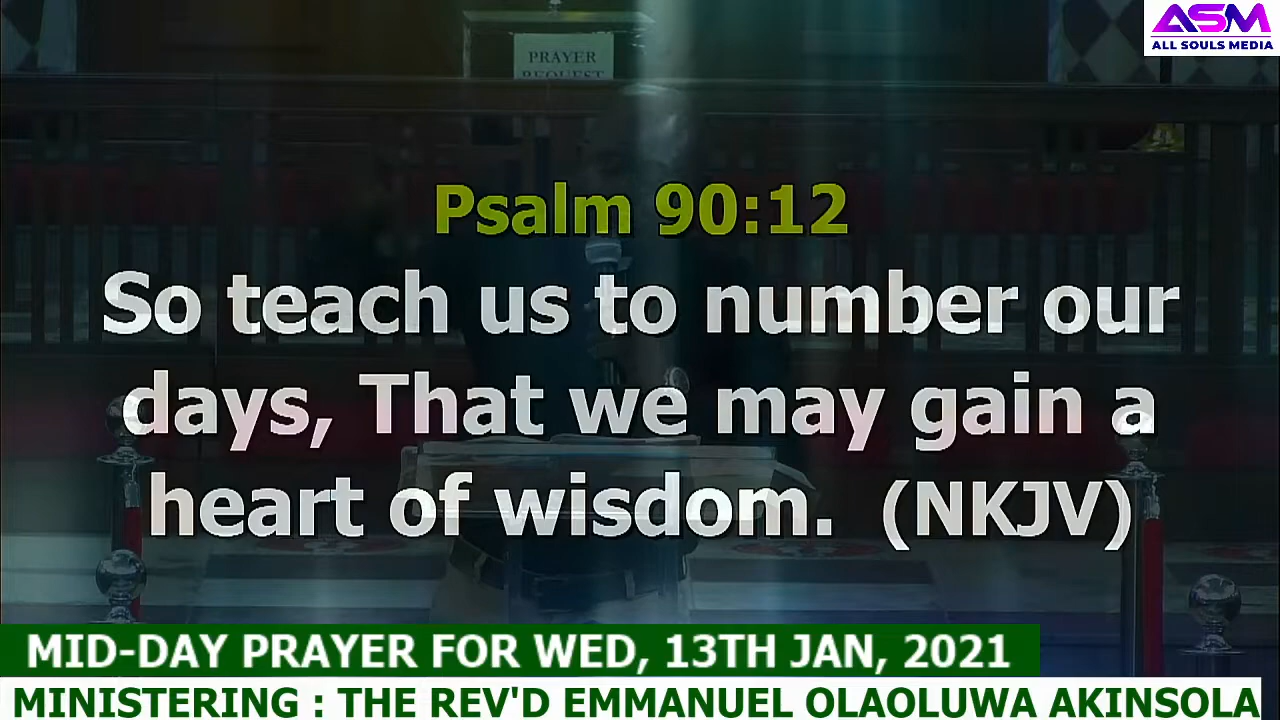 ASM
ALL SOULS MEDIA
PRAYER
REQUEST
Psalm 90:12
So teach us to number our
days, That we may gain a
heart of wisdom. (NKJV)
MID-DAY PRAYER FOR WED, 13TH JAN, 2021
MINISTERING : THE REV'D EMMANUEL OLAOLUWA AKINSOLA